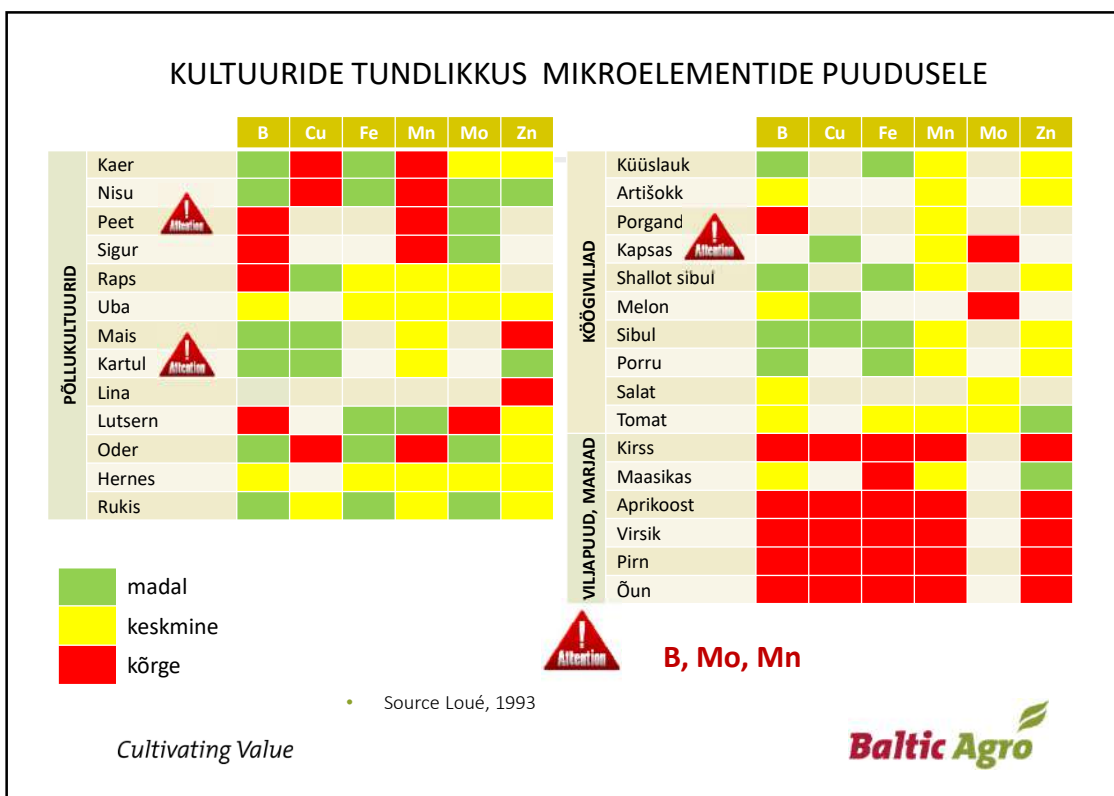 KULTUURIDE TUNDLIKKUS MIKROELEMENTIDE PUUDUSELE
B Cu Fe Mn Mo Zn
PÕLLUKULTUURID
Kaer
Nisu
Attention
Peet
Sigur
Raps
Uba
Mais
Kartul
Attention
Lina
Lutsern
Oder
Hernes
Rukis
B Cu Fe Mn Mo Zn
KÖÖGIVILJAD
Küüslauk
Artišokk
Porgand
Kapsas
Attention
Shallot sibul
Melon
Sibul
Porru
Salat
Tomat
VILJAPUUD, MARJAD
Kirss
Maasikas
Aprikoost
Virsik
Pirn
Õun
madal
keskmine
kõrge
Attention
B, Mo, Mn
• Source Loué, 1993
Cultivating Value
Baltic Agro